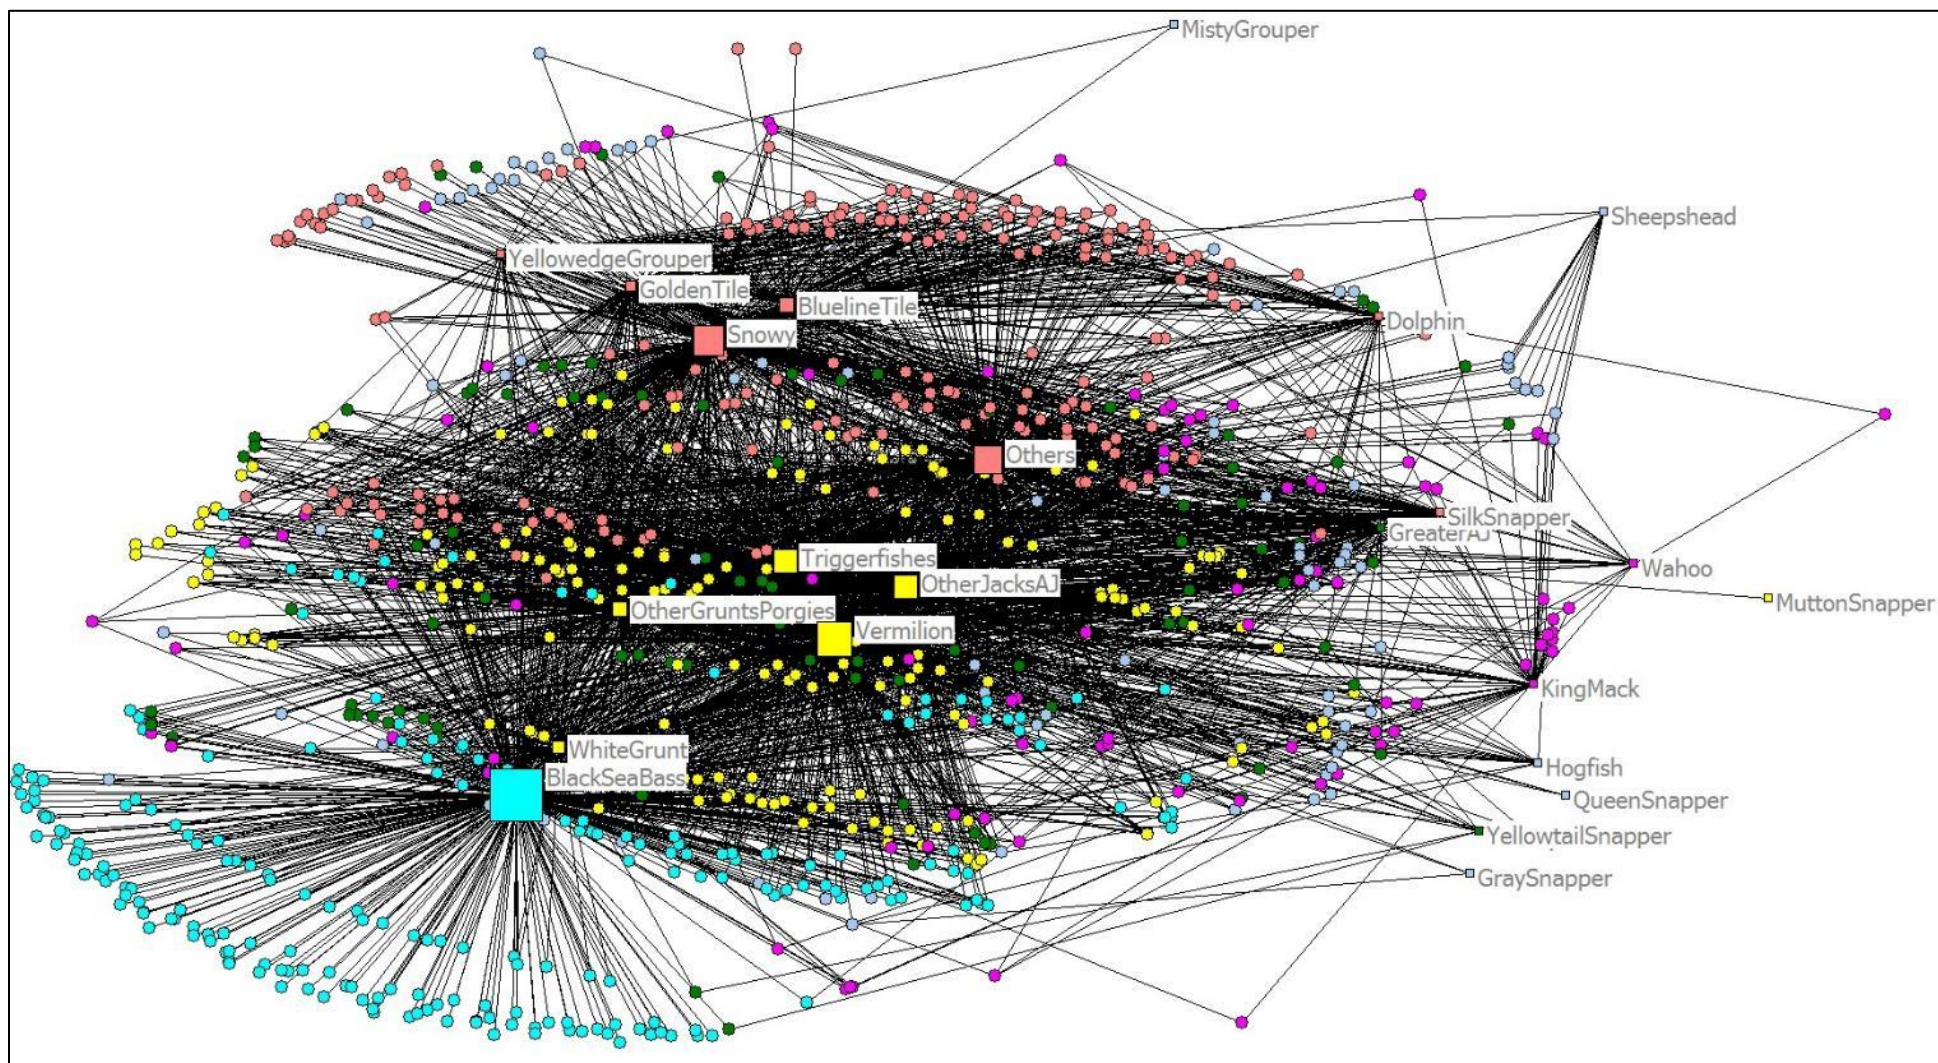 MistyGrouper
Sheepshead
YellowedgeGrouper
GoldenTile
BluelineTile
Dolphin
Snowy
Others
SilkSnapper
GreaterAJ
Triggerfishes
Wahoo
OtherJacksAJ
MuttonSnapper
OtherGruntsPorgies
Vermilion
KingMack
WhiteGrunt
Hogfish
BlackSeaBass
QueenSnapper
YellowtailSnapper
GraySnapper